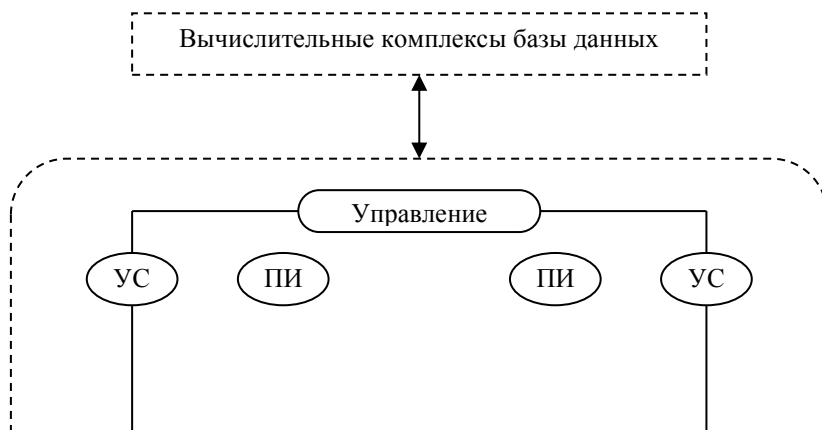 Вычислительные комплексы базы данных
Управление
УС
ПИ
ПИ
УС